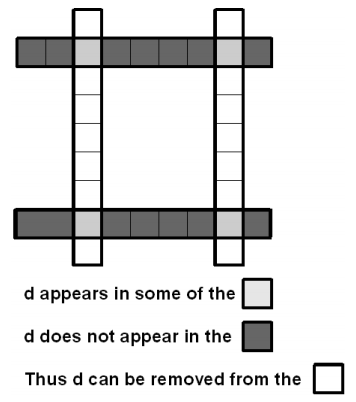 d appears in some of the
d does not appear in the
Thus d can be removed from the